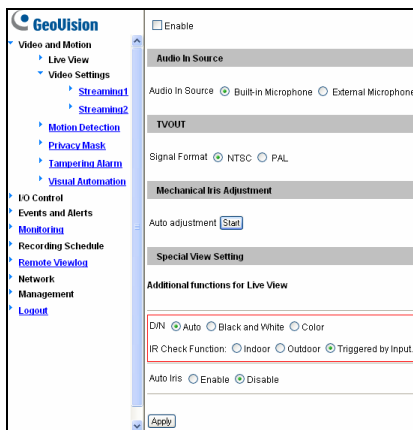 GeoVision
Video and Motion
Live View
Video Settings
Streaming1
Streaming2
Motion Detection
Privacy Mask
Tampering Alarm
Visual Automation
I/O Control
Events and Alerts
Monitoring
Recording Schedule
Remote Viewlog
Network
Management
Logout
Enable
Audio In Source
Audio In Source Built-in Microphone External Microphone
TVOUT
Signal Format NTSC PAL
Mechanical Iris Adjustment
Auto adjustment Start
Special View Setting
Additional functions for Live View
D/N Auto Black and White Color
IR Check Function: Indoor Outdoor Triggered by Input.
Auto Iris Enable Disable
Apply